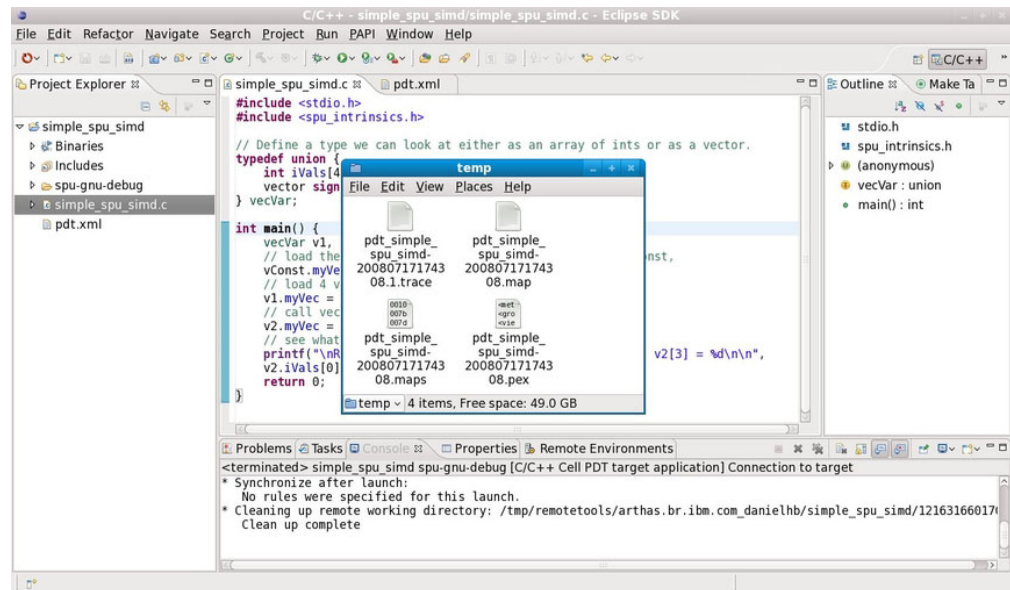 C/C++ - simple_spu_simd/simple_spu_simd.c - Eclipse SDK
File Edit Refactor Navigate Search Project Run PAPI Window Help
C/C++
Project Explorer
simple_spu_simd
Binaries
Includes
spu-gnu-debug
simple_spu_simd.c
pdt.xml
simple_spu_simd.c pdt.xml
#include <stdio.h>
#include <spu_intrinsics.h>
// Define a type we can look at either as an array of ints or as a vector.
typedef union {
int iVals[4
vector sign
} vecVar;
int main() {
vecVar v1,
// load the nst,
vConst.myVe
// load 4 v
v1.myVec =
// call vec
v2.myVec =
// see what
printf("\nR v2[3] = %d\n\n",
v2.iVals[0]
return 0;
}
temp
File Edit View Places Help
pdt_simple_
spu_simd-
200807171743
08.1.trace
pdt_simple_
spu_simd-
200807171743
08.map
0010
007b
007d
pdt_simple_
spu_simd-
200807171743
08.maps
<met
<gro
<vie
pdt_simple_
spu_simd-
200807171743
08.pex
temp 4 items, Free space: 49.0 GB
Outline Make Ta
stdio.h
spu_intrinsics.h
(anonymous)
vecVar : union
main() : int
Problems Tasks Console Properties Remote Environments
<terminated> simple_spu_simd spu-gnu-debug [C/C++ Cell PDT target application] Connection to target
* Synchronize after launch:
No rules were specified for this launch.
* Cleaning up remote working directory: /tmp/remotetools/arthas.br.ibm.com_danielhb/simple_spu_simd/1216316601
Clean up complete